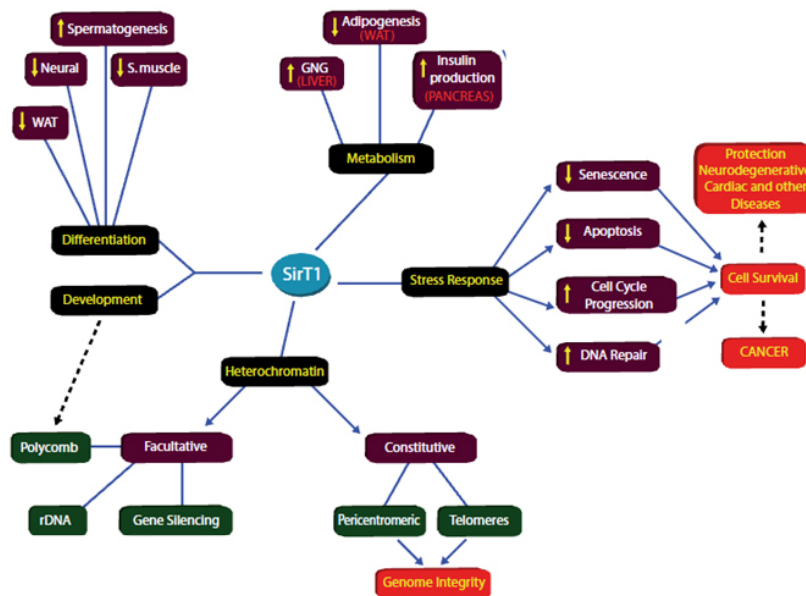 ↑ Spermatogenesis
↓ Neural
↓ S. muscle
↓ WAT
Differentiation
Development
↓ Adipogenesis
(WAT)
↑ GNG
(LIVER)
↑ Insulin
production
(PANCREAS)
Metabolism
SirT1
Stress Response
↓ Senescence
↓ Apoptosis
↑ Cell Cycle
Progression
↑ DNA Repair
Protection
Neurodegenerative
Cardiac and other
Diseases
Cell Survival
CANCER
Heterochromatin
Polycomb
Facultative
rDNA
Gene Silencing
Constitutive
Pericentromeric
Telomeres
Genome Integrity